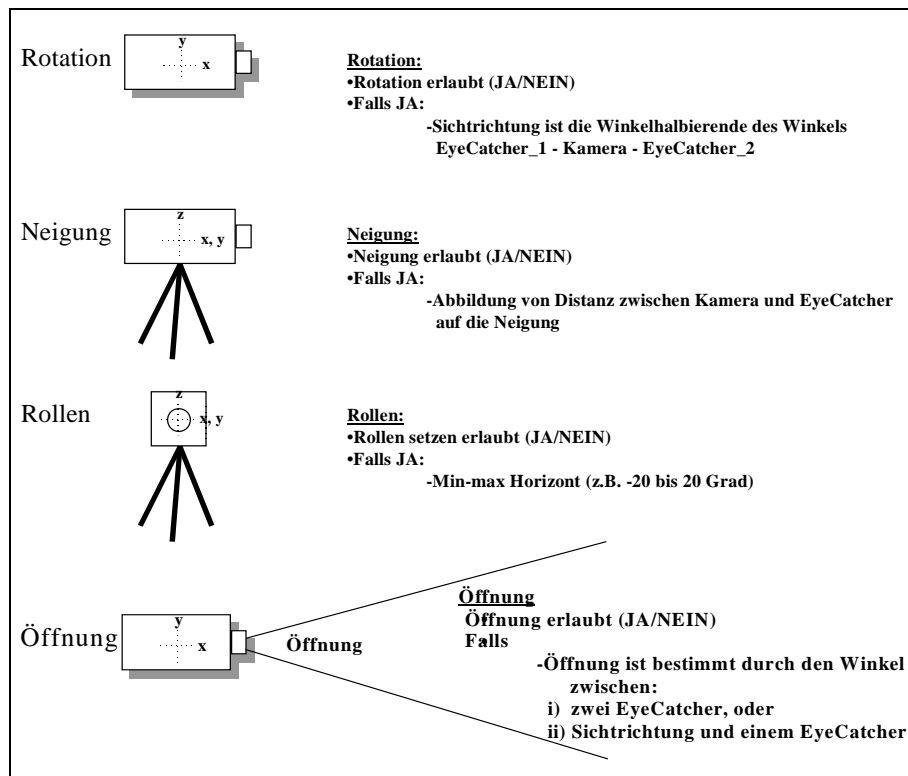 Rotation
y
x
Rotation:
•Rotation erlaubt (JA/NEIN)
•Falls JA:
-Sichtrichtung ist die Winkelhalbierende des Winkels
EyeCatcher_1 - Kamera - EyeCatcher_2
Neigung
z
x, y
Neigung:
•Neigung erlaubt (JA/NEIN)
•Falls JA:
-Abbildung von Distanz zwischen Kamera und EyeCatcher
auf die Neigung
Rollen
z
x, y
Rollen:
•Rollen setzen erlaubt (JA/NEIN)
•Falls JA:
-Min-max Horizont (z.B. -20 bis 20 Grad)
Öffnung
y
x
Öffnung
Öffnung
•Öffnung erlaubt (JA/NEIN)
•Falls
-Öffnung ist bestimmt durch den Winkel
zwischen:
i) zwei EyeCatcher, oder
ii) Sichtrichtung und einem EyeCatcher